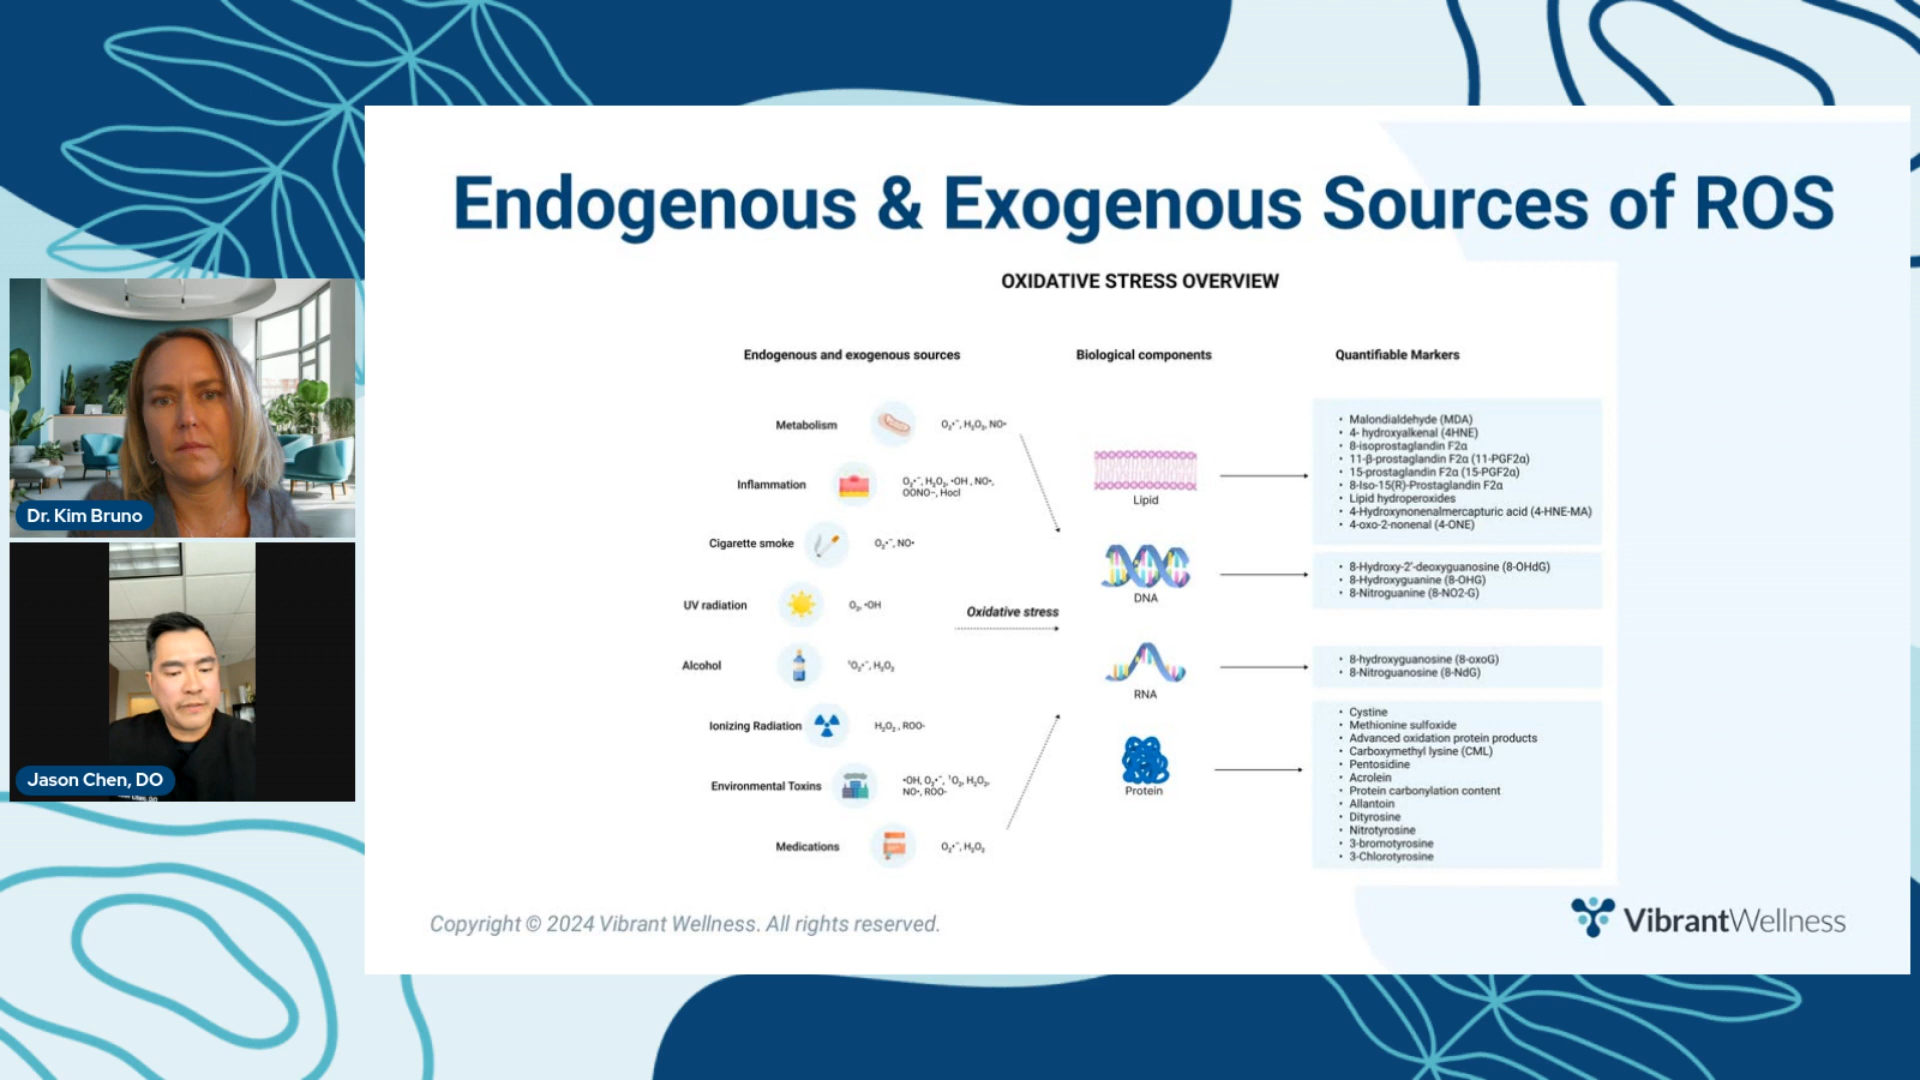 Endogenous & Exogenous Sources of ROS
OXIDATIVE STRESS OVERVIEW
Endogenous and exogenous sources
Biological components
Quantifiable Markers
Metabolism
O₂•⁻, H₂O₂, NO•
Inflammation
O₂•⁻, H₂O₂, •OH , NO•,
OONO–, Hocl
Cigarette smoke
O₂•⁻, NO•
UV radiation
O₂, •OH
Alcohol
¹O₂•⁻, H₂O₂
Ionizing Radiation
H₂O₂ , ROO-
Environmental Toxins
•OH, O₂•⁻, ¹O₂, H₂O₂,
NO•, ROO-
Medications
O₂•⁻, H₂O₂
Oxidative stress
Lipid
DNA
RNA
Protein
• Malondialdehyde (MDA)
• 4- hydroxyalkenal (4HNE)
• 8-isoprostaglandin F2α
• 11-β-prostaglandin F2α (11-PGF2α)
• 15-prostaglandin F2α (15-PGF2α)
• 8-Iso-15(R)-Prostaglandin F2α
• Lipid hydroperoxides
• 4-Hydroxynonenalmercapturic acid (4-HNE-MA)
• 4-oxo-2-nonenal (4-ONE)
• 8-Hydroxy-2'-deoxyguanosine (8-OHdG)
• 8-Hydroxyguanine (8-OHG)
• 8-Nitroguanine (8-NO2-G)
• 8-hydroxyguanosine (8-oxoG)
• 8-Nitroguanosine (8-NdG)
• Cystine
• Methionine sulfoxide
• Advanced oxidation protein products
• Carboxymethyl lysine (CML)
• Pentosidine
• Acrolein
• Protein carbonylation content
• Allantoin
• Dityrosine
• Nitrotyrosine
• 3-bromotyrosine
• 3-Chlorotyrosine
Dr. Kim Bruno
Jason Chen, DO
Copyright © 2024 Vibrant Wellness. All rights reserved.
VibrantWellness